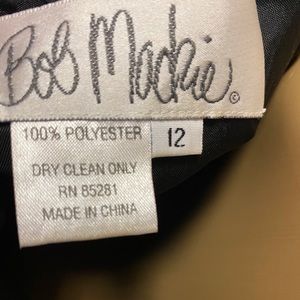 Bob Mackie ©
100% POLYESTER
12
DRY CLEAN ONLY
RN 85281
MADE IN CHINA